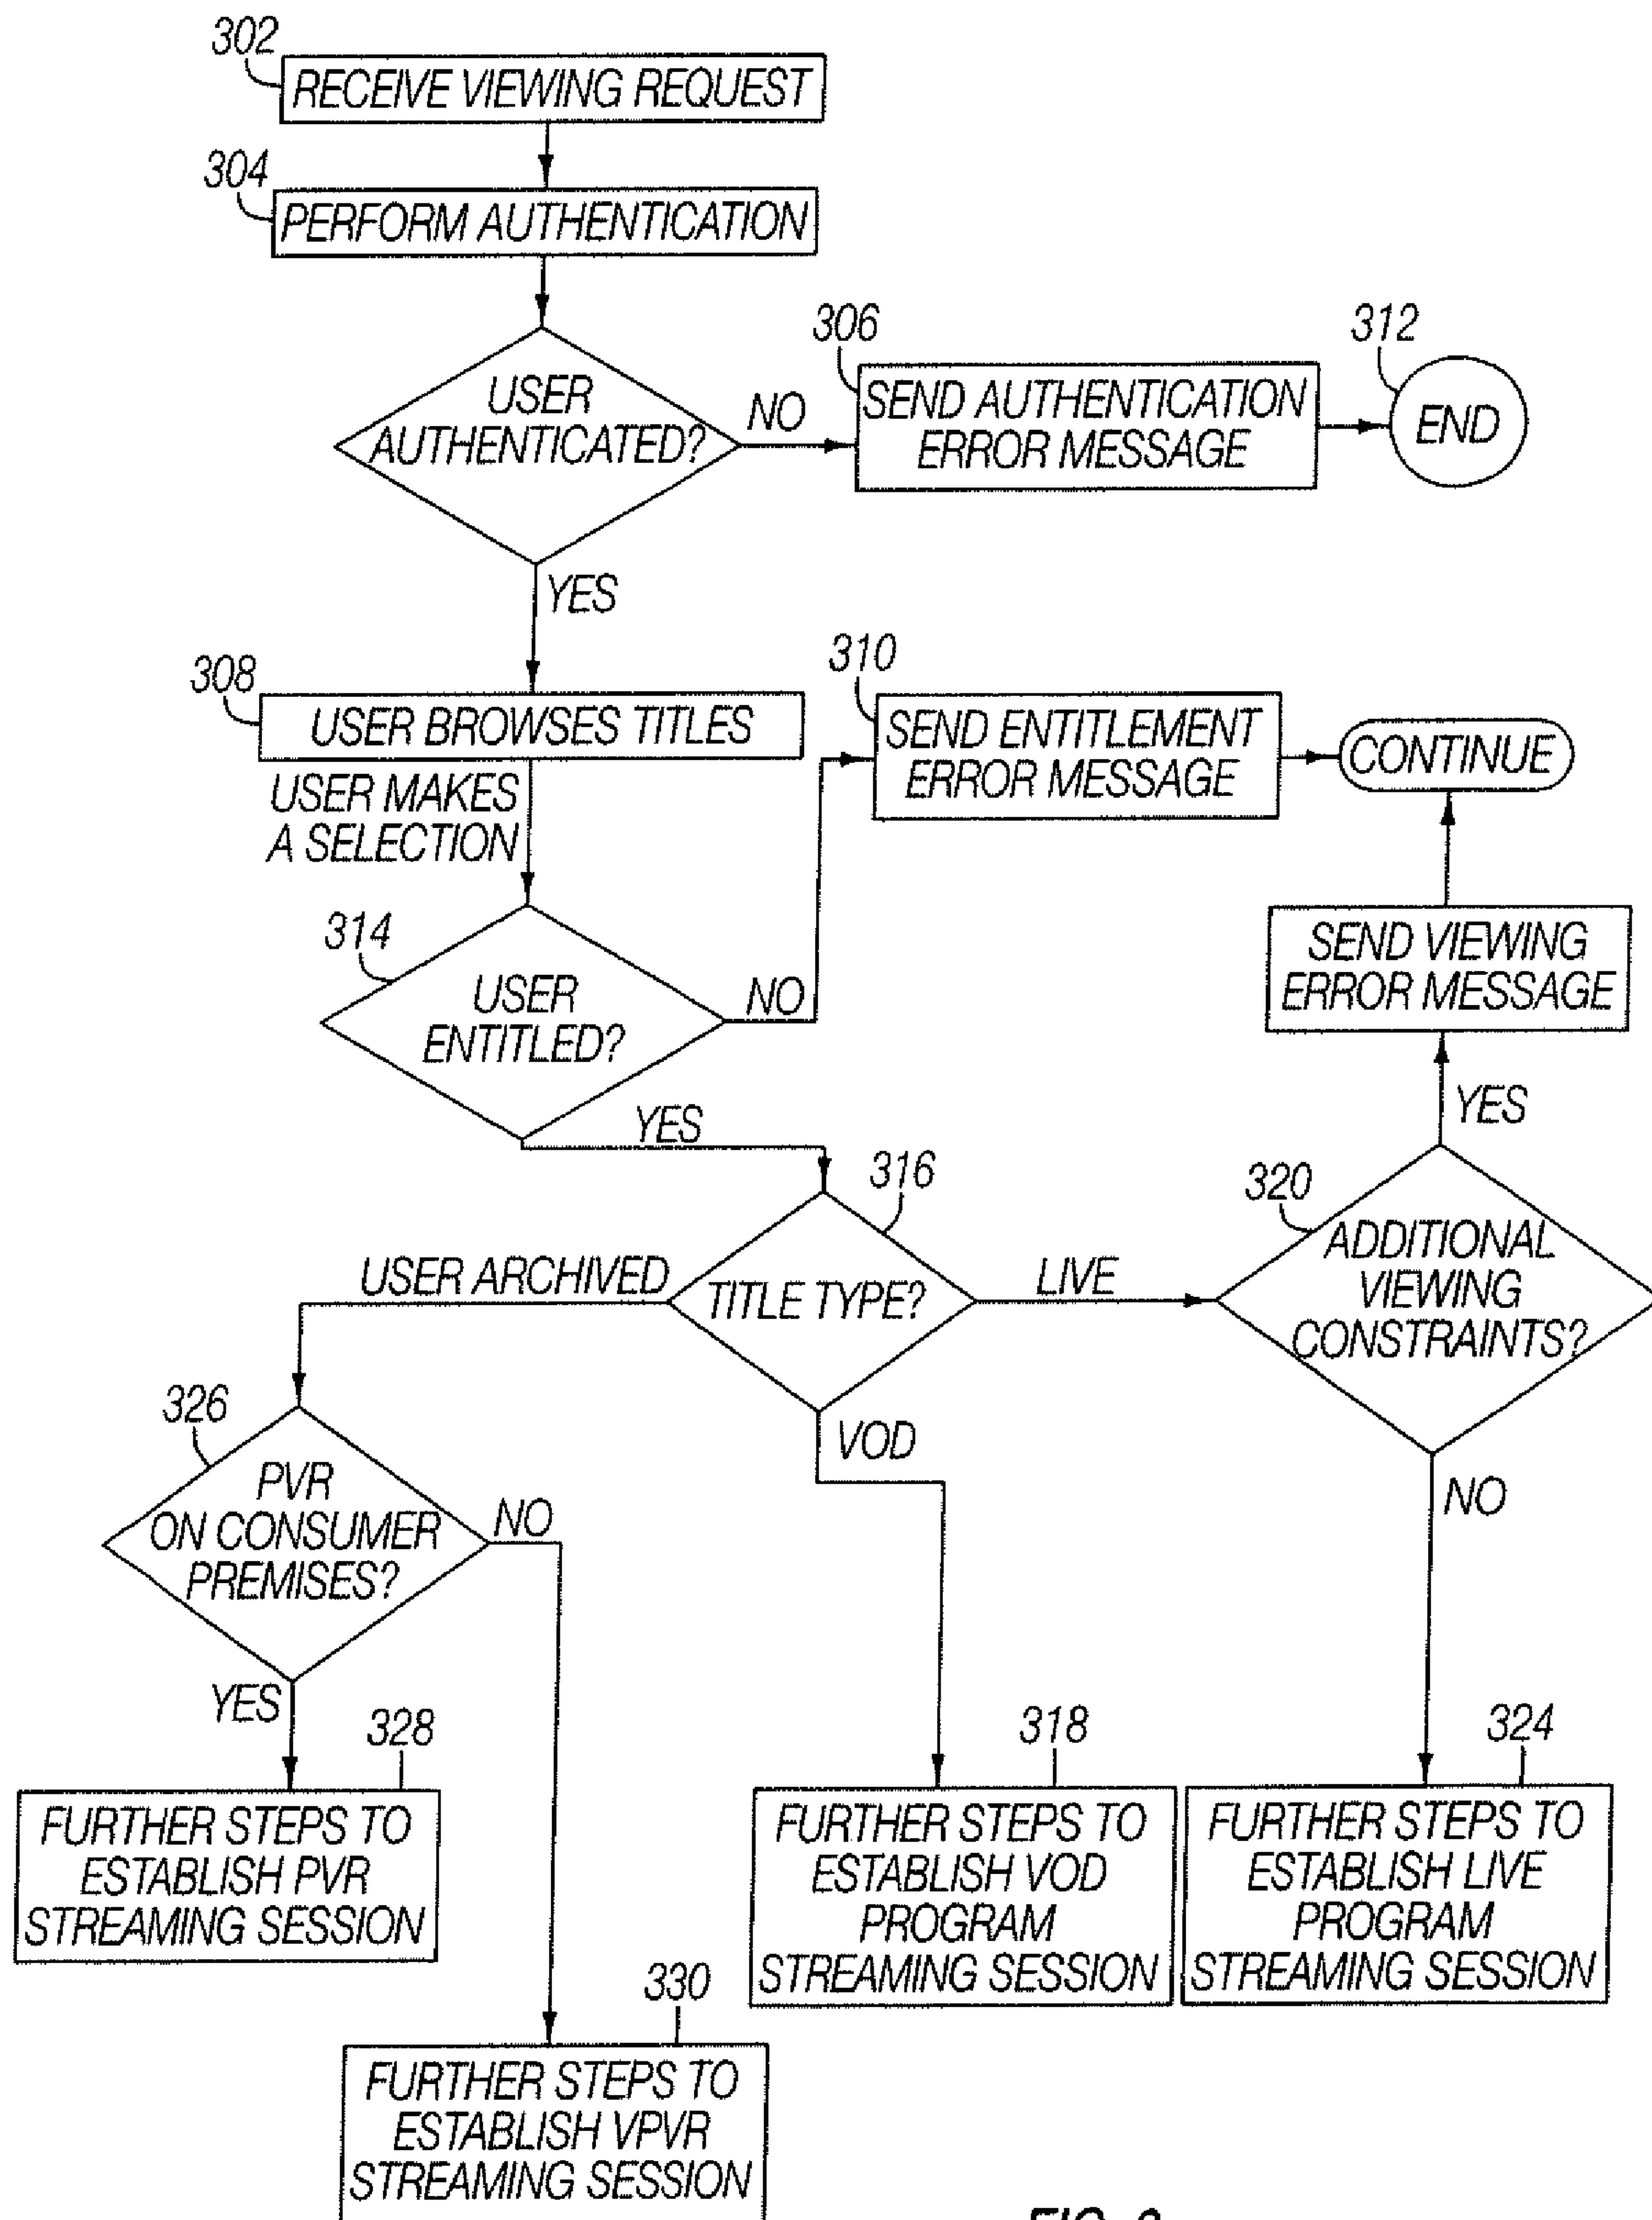 302
RECEIVE VIEWING REQUEST
304
PERFORM AUTHENTICATION
USER
AUTHENTICATED?
NO
306
SEND AUTHENTICATION
ERROR MESSAGE
312
END
YES
308
USER BROWSES TITLES
310
SEND ENTITLEMENT
ERROR MESSAGE
CONTINUE
USER MAKES
A SELECTION
SEND VIEWING
ERROR MESSAGE
314
USER
ENTITLED?
NO
YES
YES
316
TITLE TYPE?
USER ARCHIVED
LIVE
320
ADDITIONAL
VIEWING
CONSTRAINTS?
326
PVR
ON CONSUMER
PREMISES?
NO
VOD
NO
YES
328
FURTHER STEPS TO
ESTABLISH PVR
STREAMING SESSION
318
FURTHER STEPS TO
ESTABLISH VOD
PROGRAM
STREAMING SESSION
324
FURTHER STEPS TO
ESTABLISH LIVE
PROGRAM
STREAMING SESSION
330
FURTHER STEPS TO
ESTABLISH VPVR
STREAMING SESSION